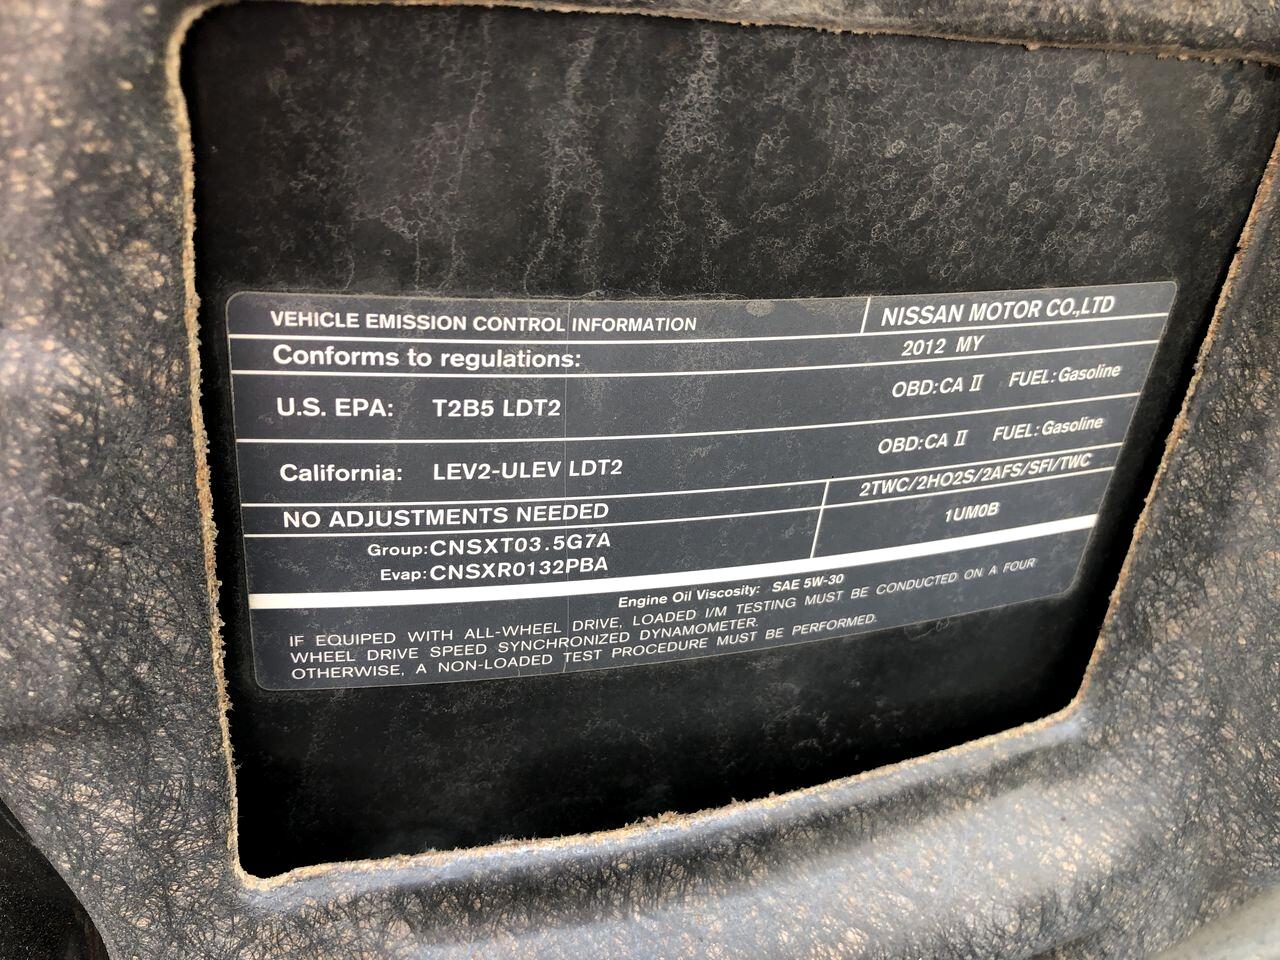 VEHICLE EMISSION CONTROL INFORMATION
NISSAN MOTOR CO.,LTD
Conforms to regulations:
2012 MY
U.S. EPA: T2B5 LDT2
OBD:CA II FUEL:Gasoline
California: LEV2-ULEV LDT2
OBD:CA II FUEL:Gasoline
NO ADJUSTMENTS NEEDED
2TWC/2HO2S/2AFS/SFI/TWC
Group:CNSXT03.5G7A
1UM0B
Evap:CNSXR0132PBA
Engine Oil Viscosity: SAE 5W-30
IF EQUIPED WITH ALL-WHEEL DRIVE, LOADED I/M TESTING MUST BE CONDUCTED ON A FOUR
WHEEL DRIVE SPEED SYNCHRONIZED DYNAMOMETER.
OTHERWISE, A NON-LOADED TEST PROCEDURE MUST BE PERFORMED.